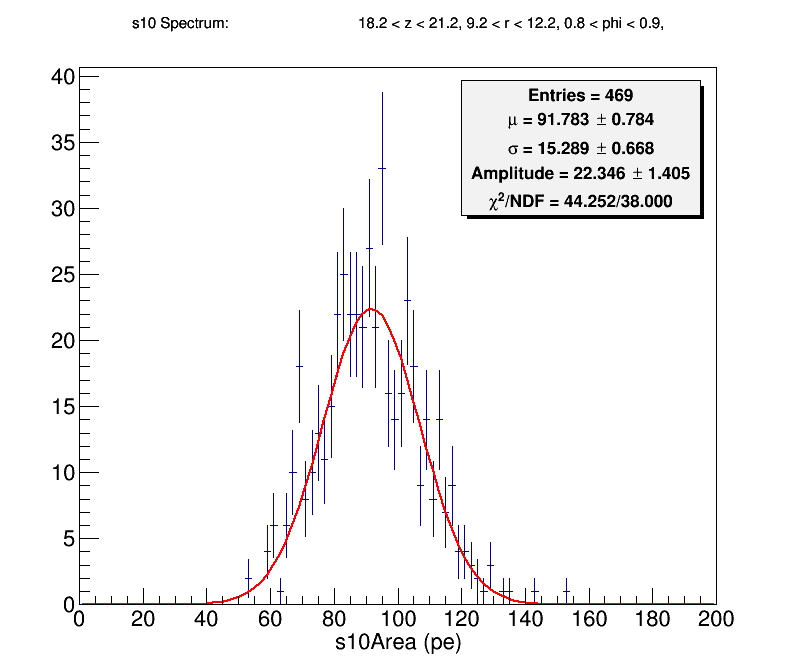 s10 Spectrum: 18.2 < z < 21.2, 9.2 < r < 12.2, 0.8 < phi < 0.9,
Entries = 469
μ = 91.783 ± 0.784
σ = 15.289 ± 0.668
Amplitude = 22.346 ± 1.405
χ²/NDF = 44.252/38.000
40
35
30
25
20
15
10
5
0
0 20 40 60 80 100 120 140 160 180 200
s10Area (pe)